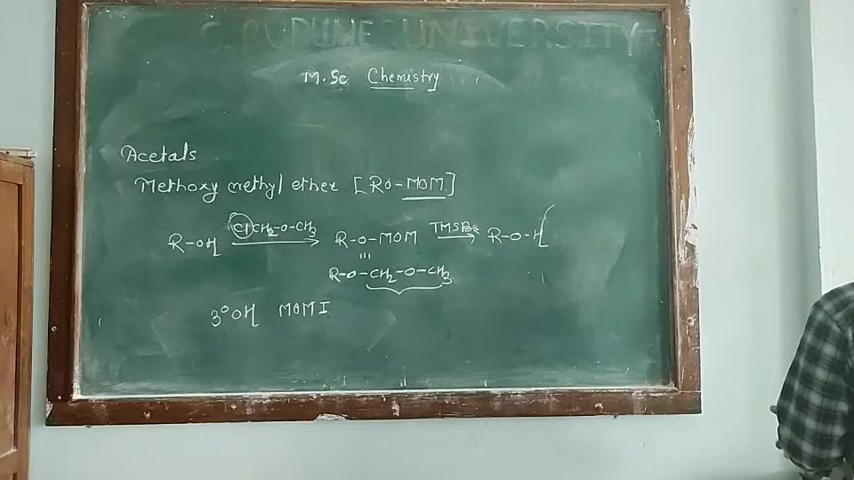 M.Sc Chemistry
Acetals
Methoxy methyl ether [RO-MOM]
R-OH ClCH2-O-CH3 R-O-MOM TMSBr R-O-H
R-O-CH2-O-CH3
3°OH MOMI